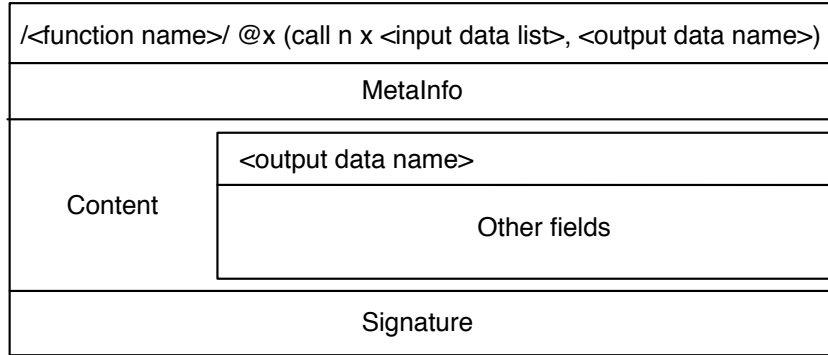 /<function name>/ @x (call n x <input data list>, <output data name>)
MetaInfo
<output data name>
Content
Other fields
Signature